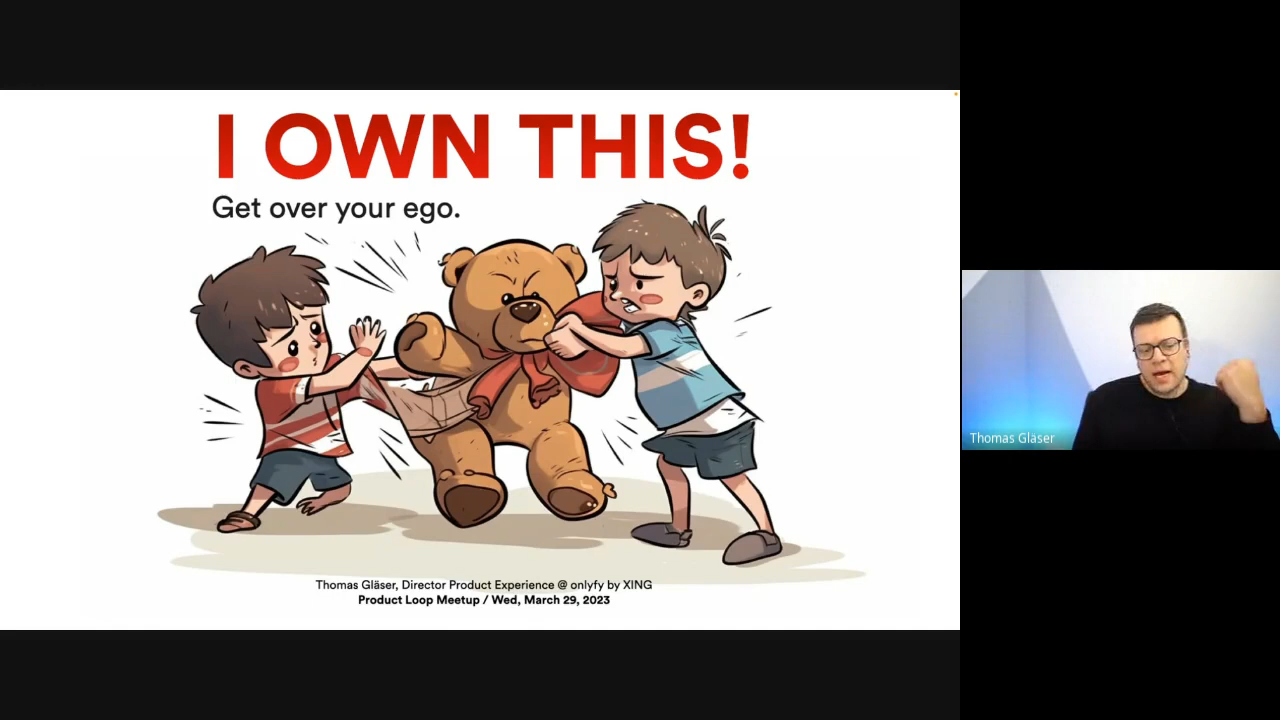 I OWN THIS!
Get over your ego.
Thomas Gläser, Director Product Experience @ onlyfy by XING
Product Loop Meetup / Wed, March 29, 2023
Thomas Gläser